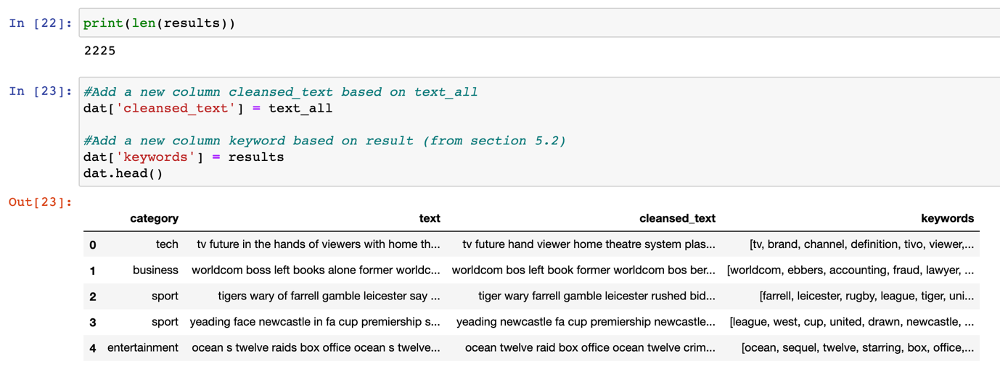 In [22]: print(len(results))
2225
In [23]: #Add a new column cleansed_text based on text_all
dat['cleansed_text'] = text_all
#Add a new column keyword based on result (from section 5.2)
dat['keywords'] = results
dat.head()
Out[23]:
category text cleansed_text keywords
0 tech tv future in the hands of viewers with home th... tv future hand viewer home theatre system plas... [tv, brand, channel, definition, tivo, viewer,...
1 business worldcom boss left books alone former worldc... worldcom bos left book former worldcom bos ber... [worldcom, ebbers, accounting, fraud, lawyer, ...
2 sport tigers wary of farrell gamble leicester say ... tiger wary farrell gamble leicester rushed bid... [farrell, leicester, rugby, league, tiger, uni...
3 sport yeading face newcastle in fa cup premiership s... yeading newcastle fa cup premiership newcastle... [league, west, cup, united, drawn, newcastle, ...
4 entertainment ocean s twelve raids box office ocean s twelve... ocean twelve raid box office ocean twelve crim... [ocean, sequel, twelve, starring, box, office,...